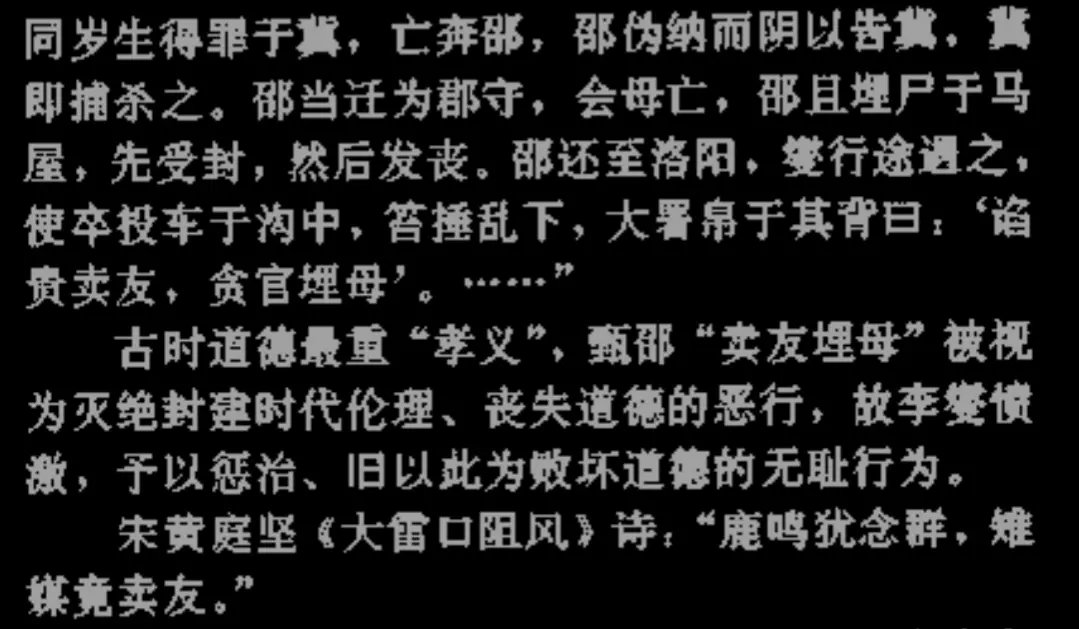 同岁生得罪于冀，亡奔邵，邵伪纳而阴以告冀，冀
即捕杀之。邵当迁为郡守，会母亡，邵且埋尸于马
屋，先受封，然后发丧。邵还至洛阳，燮行途遇之，
使卒投车于沟中，笞捶乱下，大署帛于其背曰：‘谄
贵卖友，贪官埋母’。……”
古时道德最重“孝义”，甄邵“卖友埋母”被视
为灭绝封建时代伦理、丧失道德的恶行，故李燮愤
激，予以惩治、旧以此为败坏道德的无耻行为。
宋黄庭坚《大雷口阻风》诗：“鹿鸣犹念群，雉
媒竟卖友。”